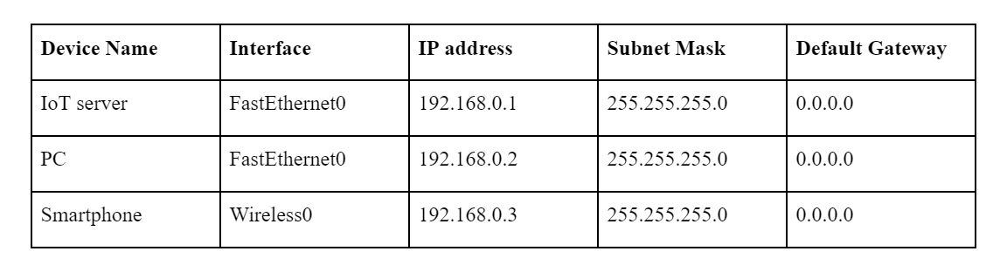 Device Name Interface IP address Subnet Mask Default Gateway
IoT server FastEthernet0 192.168.0.1 255.255.255.0 0.0.0.0
PC FastEthernet0 192.168.0.2 255.255.255.0 0.0.0.0
Smartphone Wireless0 192.168.0.3 255.255.255.0 0.0.0.0